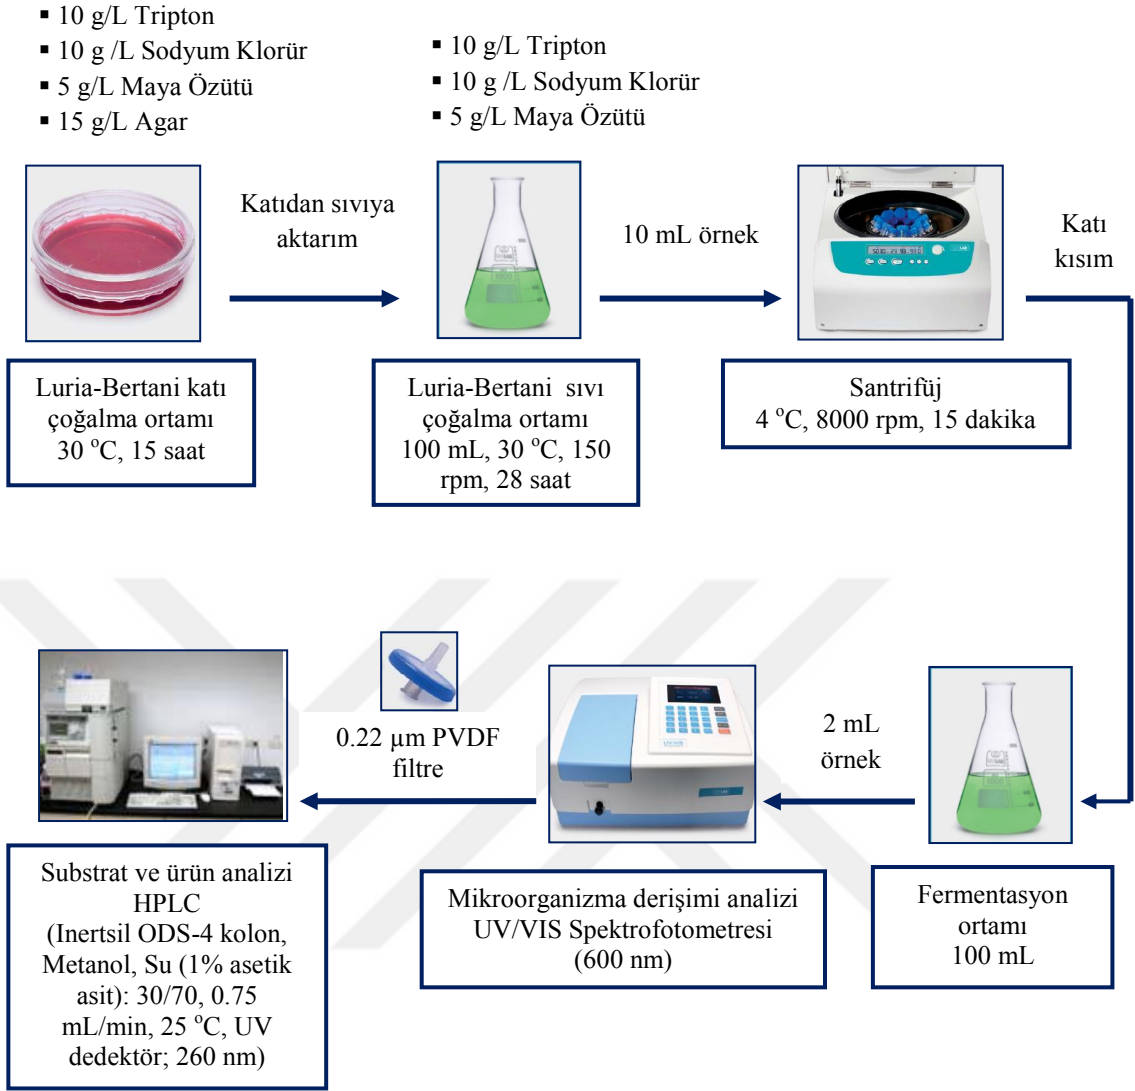 ▪ 10 g/L Tripton
▪ 10 g /L Sodyum Klorür
▪ 5 g/L Maya Özütü
▪ 15 g/L Agar
▪ 10 g/L Tripton
▪ 10 g /L Sodyum Klorür
▪ 5 g/L Maya Özütü
Katıdan sıvıya
aktarım
10 mL örnek
Katı
kısım
Luria-Bertani katı
çoğalma ortamı
30 °C, 15 saat
Luria-Bertani sıvı
çoğalma ortamı
100 mL, 30 °C, 150
rpm, 28 saat
Santrifüj
4 °C, 8000 rpm, 15 dakika
2 mL
örnek
0.22 µm PVDF
filtre
Fermentasyon
ortamı
100 mL
Mikroorganizma derişimi analizi
UV/VIS Spektrofotometresi
(600 nm)
Substrat ve ürün analizi
HPLC
(Inertsil ODS-4 kolon,
Metanol, Su (1% asetik
asit): 30/70, 0.75
mL/min, 25 °C, UV
dedektör; 260 nm)